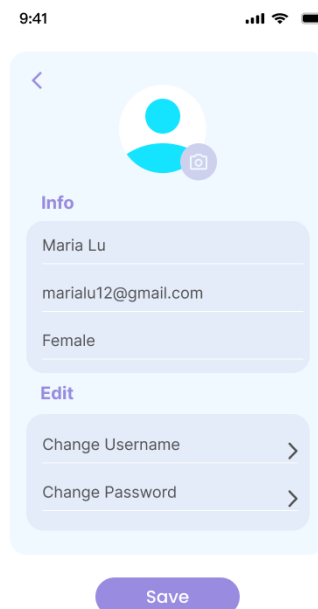 9:41
Info
Maria Lu
marialu12@gmail.com
Female
Edit
Change Username
Change Password
Save